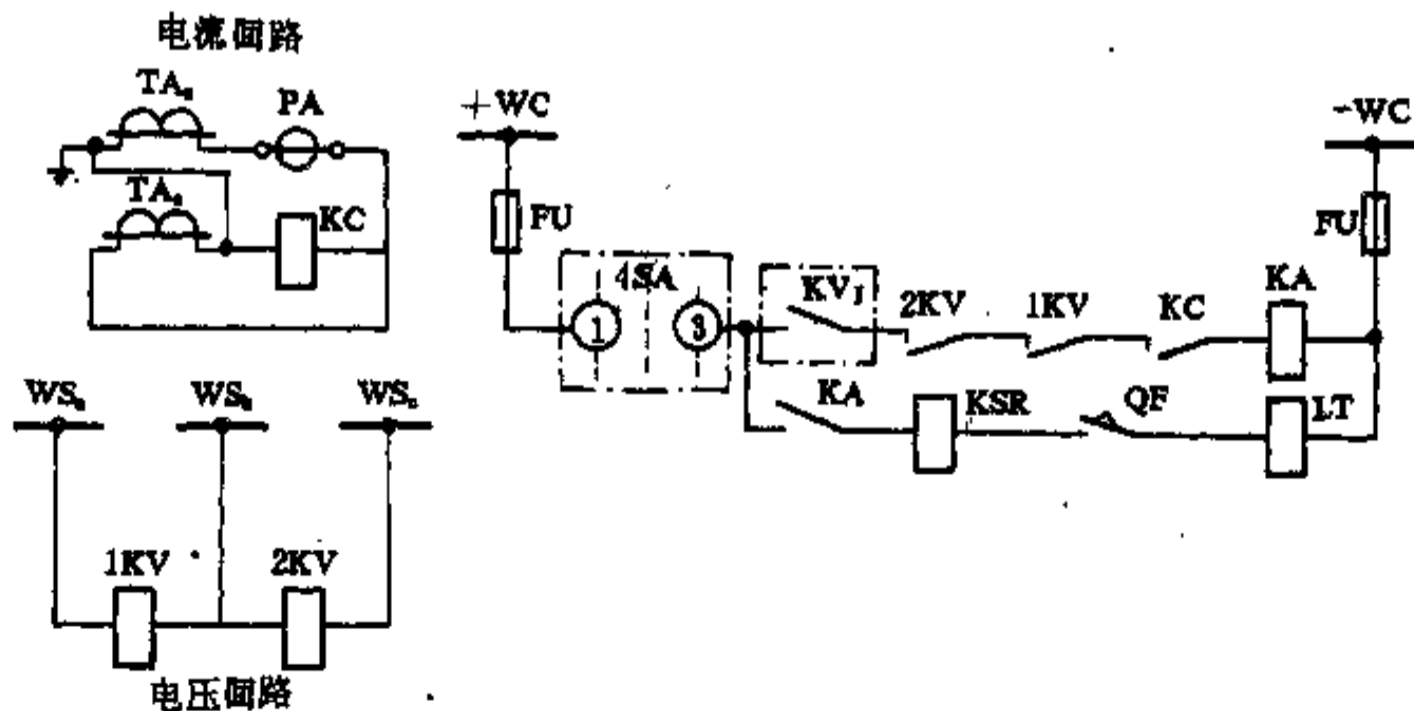 电流回路
TAa
PA
TAc
KC
+WC
FU
4SA
1
3
KVJ
2KV
1KV
KC
KA
-WC
FU
KA
KSR
QF
LT
WSa
WSb
WSc
1KV
2KV
电压回路